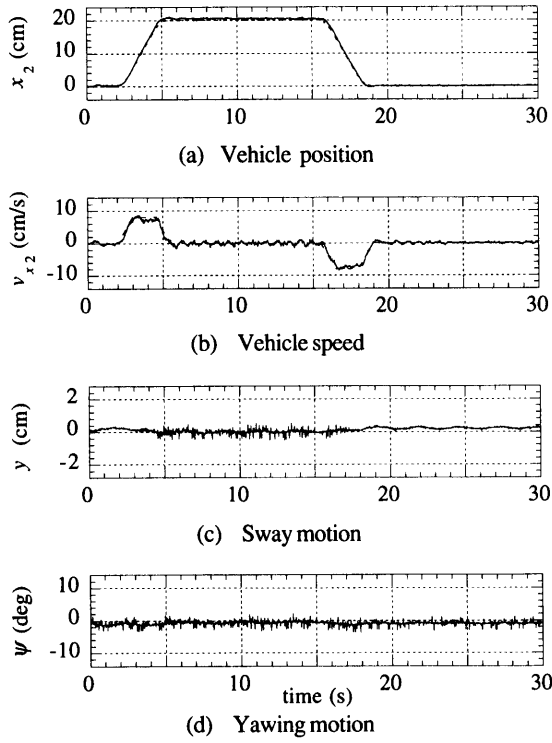 x2 (cm)
20
10
0
0 10 20 30
(a) Vehicle position
vx2 (cm/s)
10
0
-10
0 10 20 30
(b) Vehicle speed
y (cm)
2
0
-2
0 10 20 30
(c) Sway motion
ψ (deg)
10
0
-10
0 10 20 30
time (s)
(d) Yawing motion